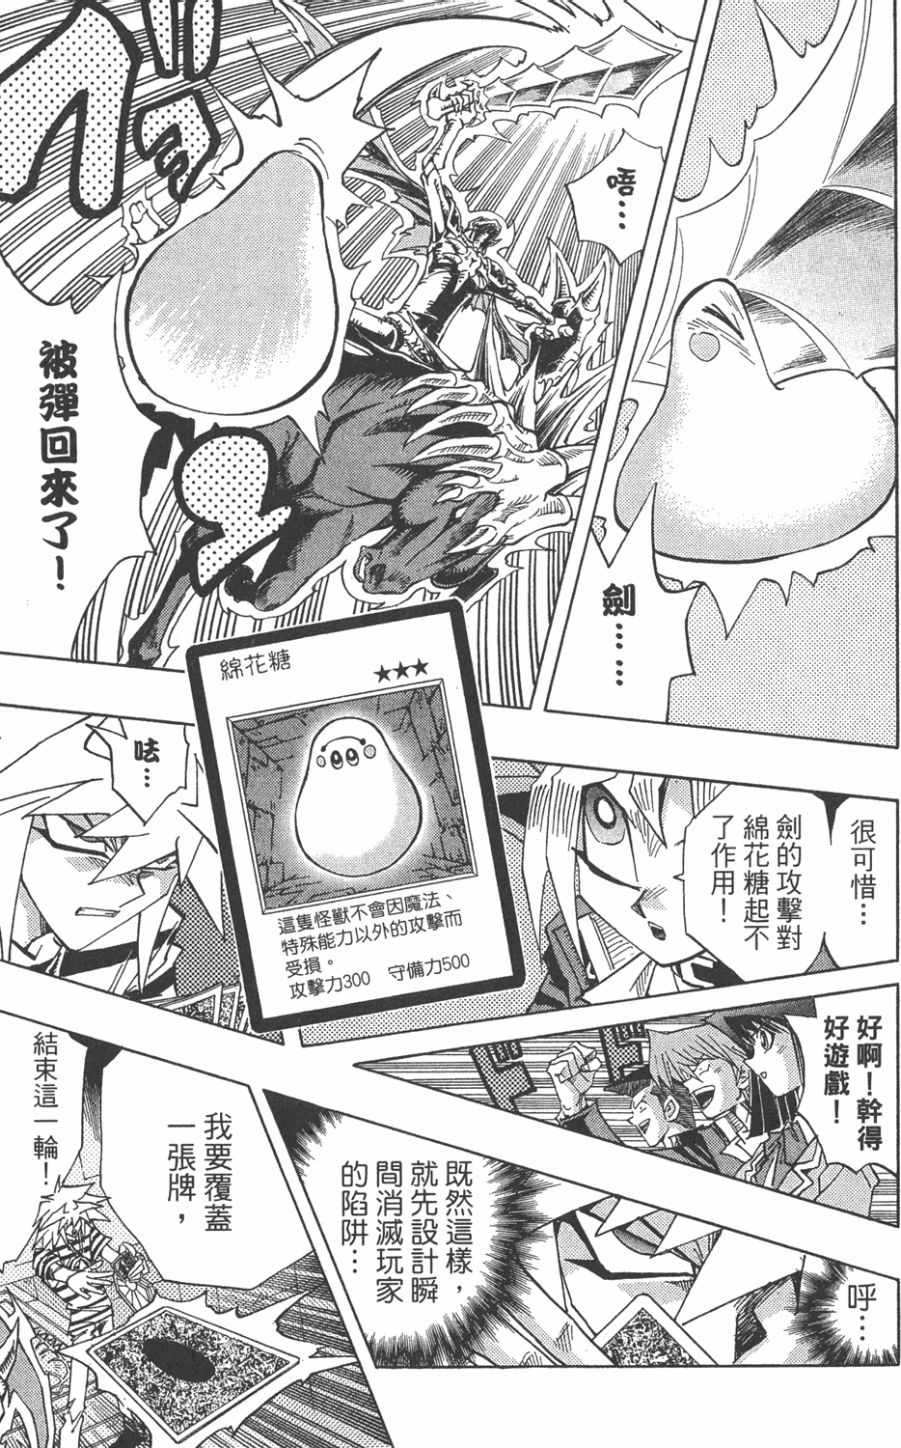 唔…
劍……
被彈回來了！
ググョ
綿花糖
★★★
這隻怪獸不會因魔法、
特殊能力以外的攻擊而
受損。
攻擊力300 守備力500
很可惜…
劍的攻擊對
綿花糖起不
了作用！
呿…
好啊！幹得
好遊戲！
呼…
既然這樣，
就先設計瞬
間消滅玩家
的陷阱…
我要覆蓋
一張牌，
結束這一輪！